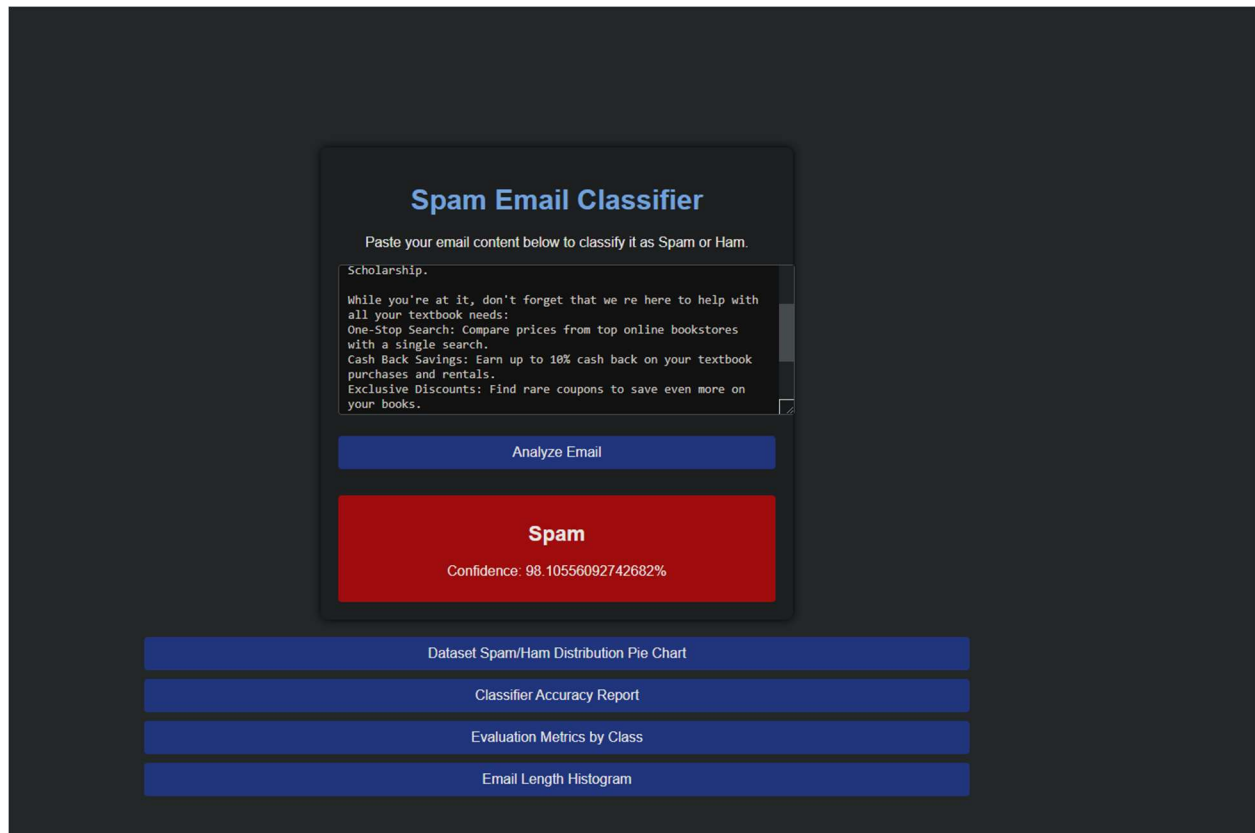 Spam Email Classifier
Paste your email content below to classify it as Spam or Ham.
Scholarship.
While you're at it, don't forget that we re here to help with
all your textbook needs:
One-Stop Search: Compare prices from top online bookstores
with a single search.
Cash Back Savings: Earn up to 10% cash back on your textbook
purchases and rentals.
Exclusive Discounts: Find rare coupons to save even more on
your books.
Analyze Email
Spam
Confidence: 98.10556092742682%
Dataset Spam/Ham Distribution Pie Chart
Classifier Accuracy Report
Evaluation Metrics by Class
Email Length Histogram